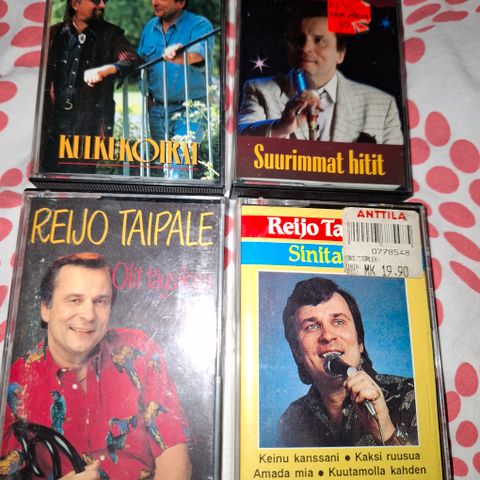 KULKUKOIRAT
Suurimmat hitit
REIJO TAIPALE
Olit täysikuu
Reijo Ta
Sinita
ANTTILA
0778548
MK 19.90
Keinu kanssani • Kaksi ruusua
Amada mia • Kuutamolla kahden